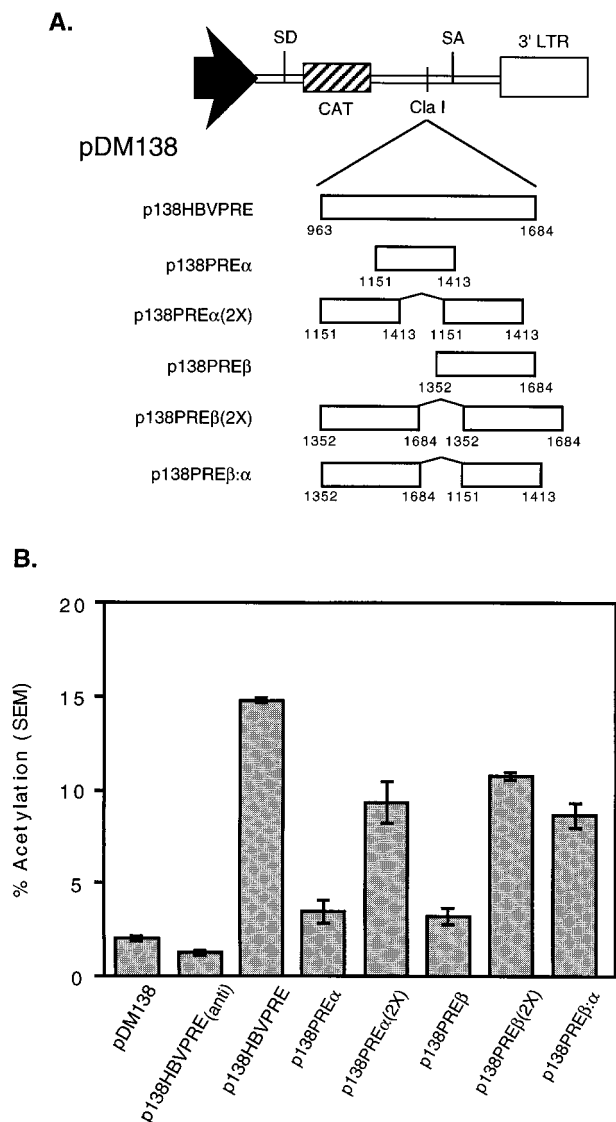 A.
SD
SA
3' LTR
CAT
Cla I
pDM138
p138HBVPRE
963 1684
p138PREα
1151 1413
p138PREα(2X)
1151 1413 1151 1413
p138PREβ
1352 1684
p138PREβ(2X)
1352 1684 1352 1684
p138PREβ:α
1352 1684 1151 1413
B.
% Acetylation (SEM)
20
15
10
5
0
pDM138
p138HBVPRE(anti)
p138HBVPRE
p138PREα
p138PREα(2X)
p138PREβ
p138PREβ(2X)
p138PREβ:α